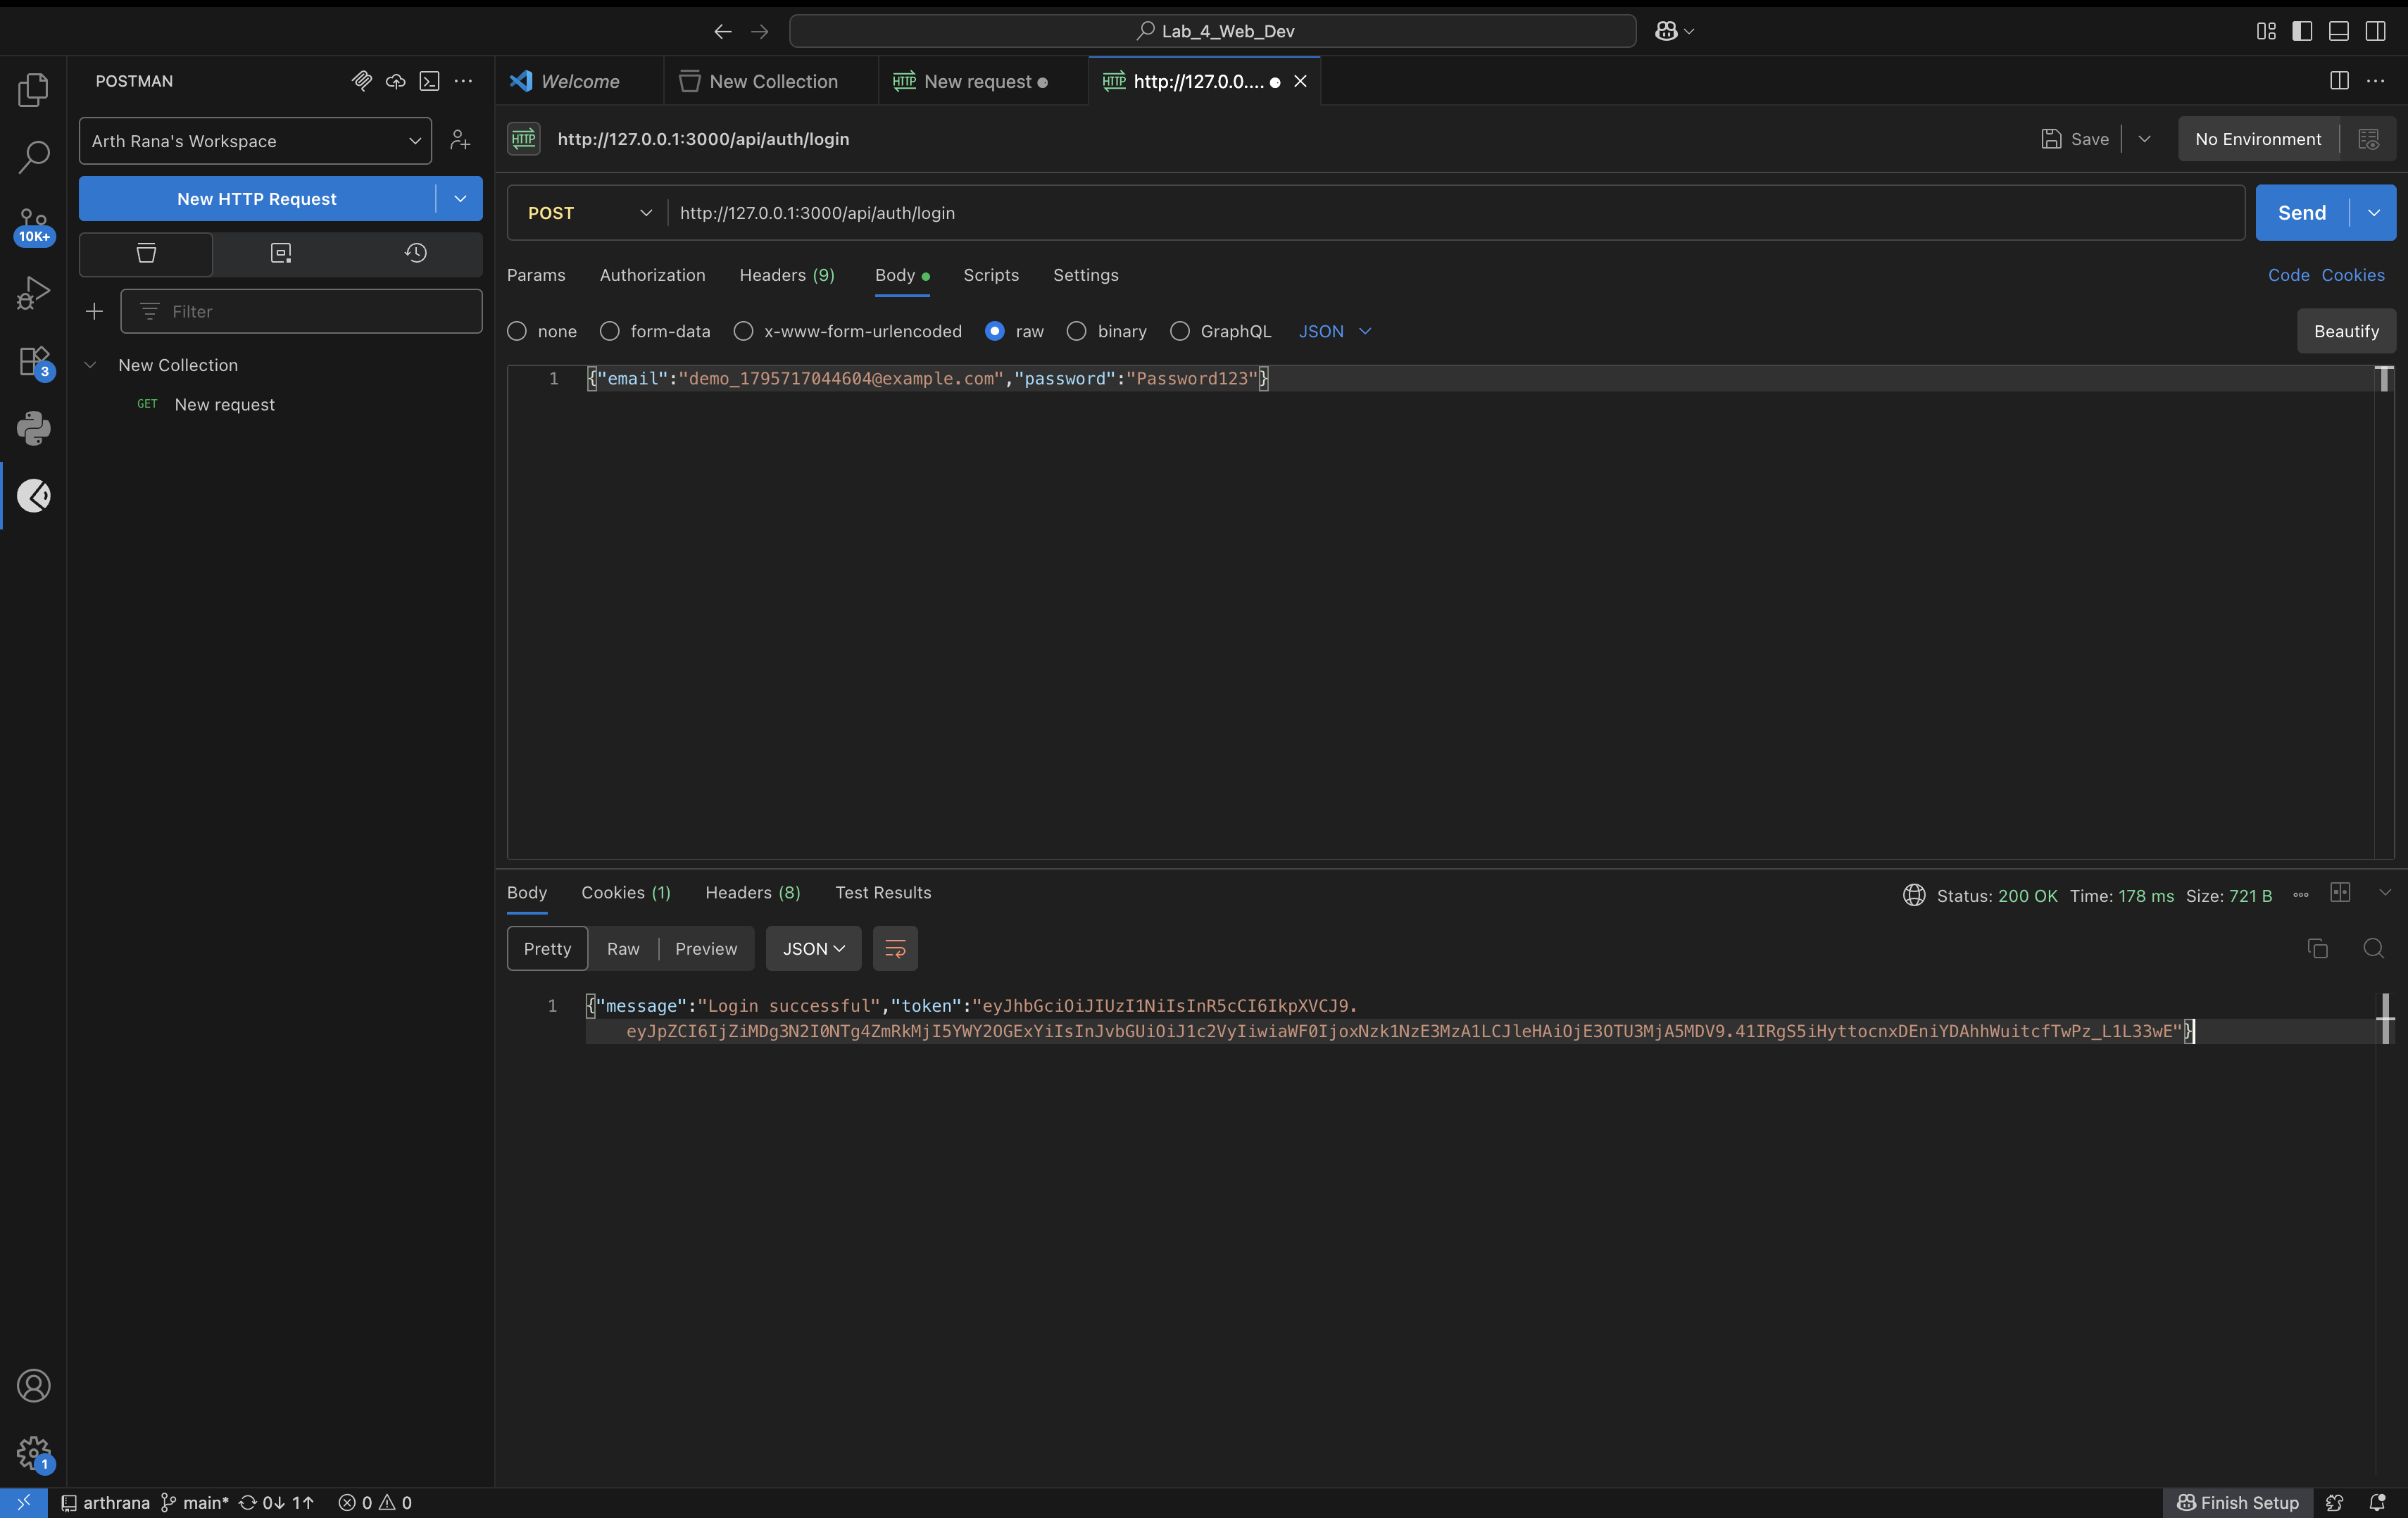 Lab_4_Web_Dev
POSTMAN
Welcome
New Collection
New request
http://127.0.0....
Arth Rana's Workspace
http://127.0.0.1:3000/api/auth/login
Save
No Environment
New HTTP Request
POST
http://127.0.0.1:3000/api/auth/login
Send
10K+
Params
Authorization
Headers (9)
Body
Scripts
Settings
Code
Cookies
Filter
none
form-data
x-www-form-urlencoded
raw
binary
GraphQL
JSON
Beautify
New Collection
3
GET New request
1 {"email":"demo_1795717044604@example.com","password":"Password123"}
Body
Cookies (1)
Headers (8)
Test Results
Status: 200 OK Time: 178 ms Size: 721 B
Pretty
Raw
Preview
JSON
1 {"message":"Login successful","token":"eyJhbGciOiJIUzI1NiIsInR5cCI6IkpXVCJ9.
eyJpZCI6IjZiMDg3N2I0NTg4ZmRkMjI5YWY2OGExYiIsInJvbGUiOiJ1c2VyIiwiaWF0IjoxNzk1NzE3MzA1LCJleHAiOjE3OTU3MjA5MDV9.41IRgS5iHyttocnxDEniYDAhhWuitcfTwPz_L1L33wE"}
1
arthrana
main*
0↓ 1↑
0
0
Finish Setup